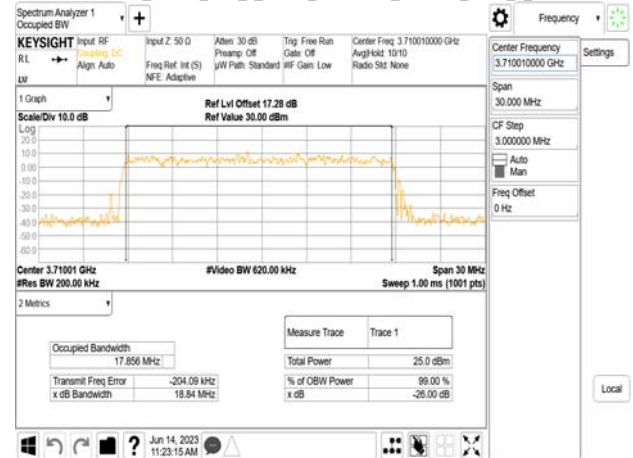 Spectrum Analyzer 1
Occupied BW
Frequency
KEYSIGHT
RL
Input: RF
Coupling: DC
Align: Auto
Input Z: 50 Ω
Freq Ref: Int (S)
NFE: Adaptive
Atten: 30 dB
Preamp: Off
µW Path: Standard
Trig: Free Run
Gate: Off
#IF Gain: Low
Center Freq: 3.710010000 GHz
Avg|Hold: 10/10
Radio Std: None
Center Frequency
3.710010000 GHz
Settings
Span
30.000 MHz
CF Step
3.000000 MHz
Auto
Man
Freq Offset
0 Hz
Local
1 Graph
Scale/Div 10.0 dB
Ref Lvl Offset 17.28 dB
Ref Value 30.00 dBm
Log
20.0
10.0
0.00
-10.0
-20.0
-30.0
-40.0
-50.0
-60.0
Center 3.71001 GHz
#Video BW 620.00 kHz
Span 30 MHz
#Res BW 200.00 kHz
Sweep 1.00 ms (1001 pts)
2 Metrics
Measure Trace
Trace 1
Occupied Bandwidth
17.856 MHz
Total Power
25.0 dBm
Transmit Freq Error
-204.09 kHz
% of OBW Power
99.00 %
x dB Bandwidth
18.84 MHz
x dB
-26.00 dB
Jun 14, 2023
11:23:15 AM